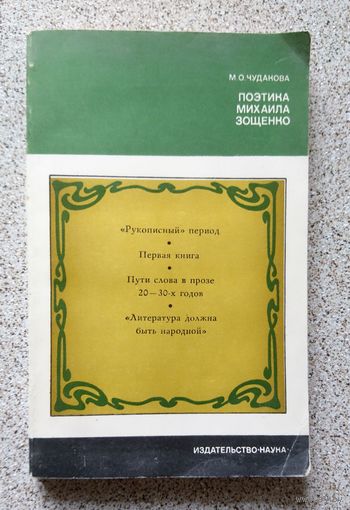 М.О.ЧУДАКОВА
ПОЭТИКА
МИХАИЛА
ЗОЩЕНКО
«Рукописный» период
•
Первая книга
•
Пути слова в прозе
20—30-х годов
•
«Литература должна
быть народной»
ИЗДАТЕЛЬСТВО·НАУКА·